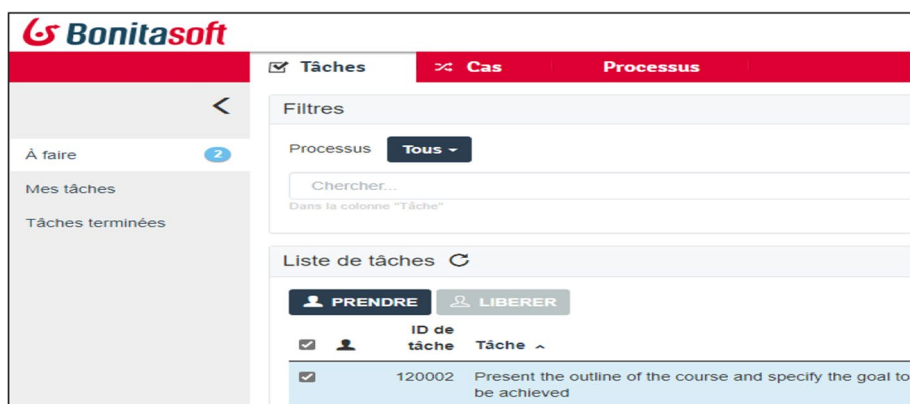 Bonitasoft
Tâches Cas Processus
Filtres
À faire 2
Processus Tous
Mes tâches
Chercher...
Dans la colonne "Tâche"
Tâches terminées
Liste de tâches
PRENDRE LIBERER
ID de
tâche Tâche
120002 Present the outline of the course and specify the goal to
be achieved